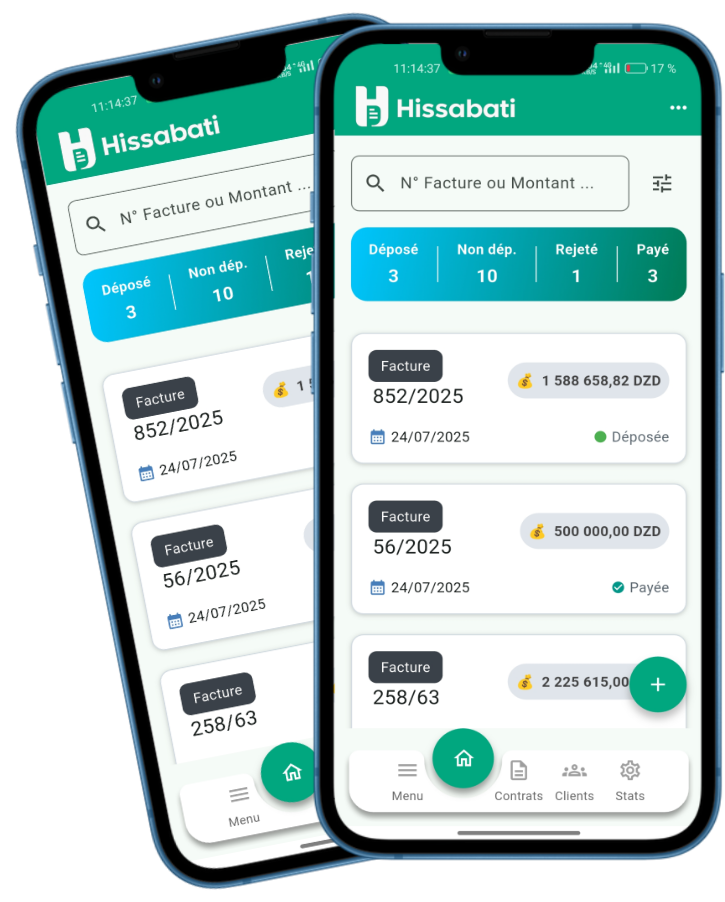 11:14:37
Hissabati
N° Facture ou Montant ...
Déposé
3
Non dép.
10
Reje
Facture
852/2025
24/07/2025
Facture
56/2025
24/07/2025
Facture
258/63
Menu
11:14:37
17 %
Hissabati
N° Facture ou Montant ...
Déposé Non dép. Rejeté Payé
3 10 1 3
Facture
852/2025
1 588 658,82 DZD
24/07/2025
Déposée
Facture
56/2025
500 000,00 DZD
24/07/2025
Payée
Facture
258/63
2 225 615,00
Menu Contrats Clients Stats